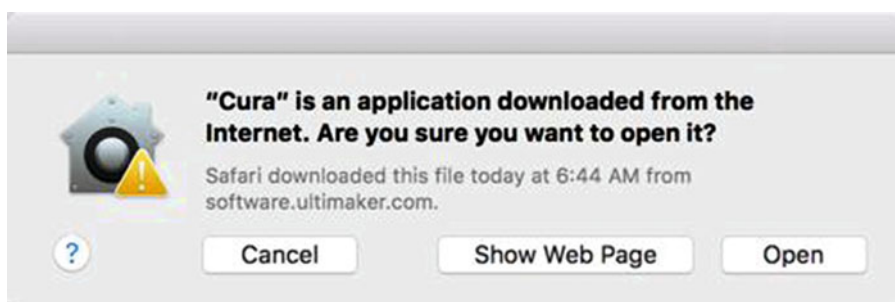 "Cura" is an application downloaded from the
Internet. Are you sure you want to open it?
Safari downloaded this file today at 6:44 AM from
software.ultimaker.com.
?
Cancel
Show Web Page
Open